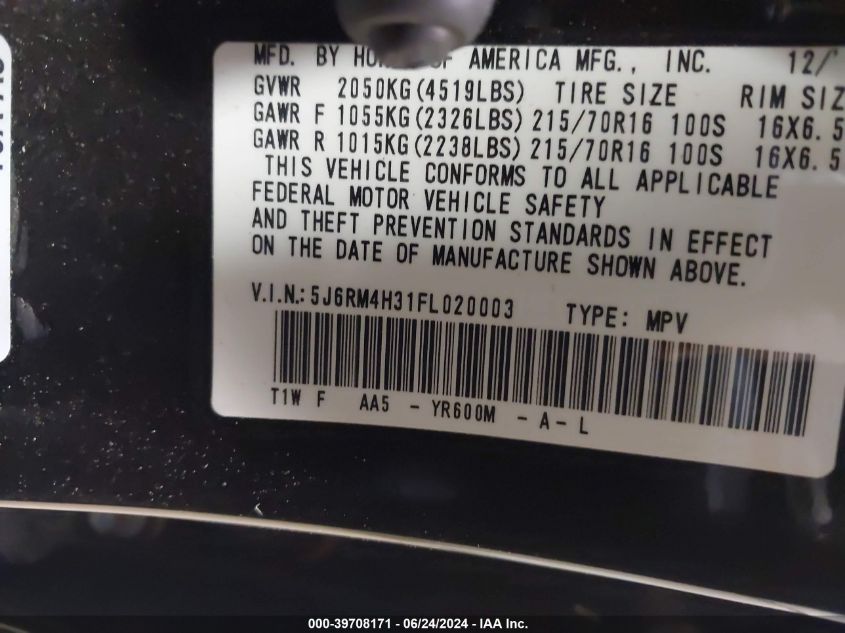 MFD. BY OF AMERICA MFG., INC. 12/
GVWR 2050KG(4519LBS) TIRE SIZE RIM SIZ
GAWR F 1055KG(2326LBS) 215/70R16 100S 16X6.5
GAWR R 1015KG(2238LBS) 215/70R16 100S 16X6.5
THIS VEHICLE CONFORMS TO ALL APPLICABLE
FEDERAL MOTOR VEHICLE SAFETY
AND THEFT PREVENTION STANDARDS IN EFFECT
ON THE DATE OF MANUFACTURE SHOWN ABOVE.
V.I.N.: 5J6RM4H31FL020003 TYPE: MPV
T1W F AA5 - YR600M - A - L
000-39708171 - 06/24/2024 - IAA Inc.